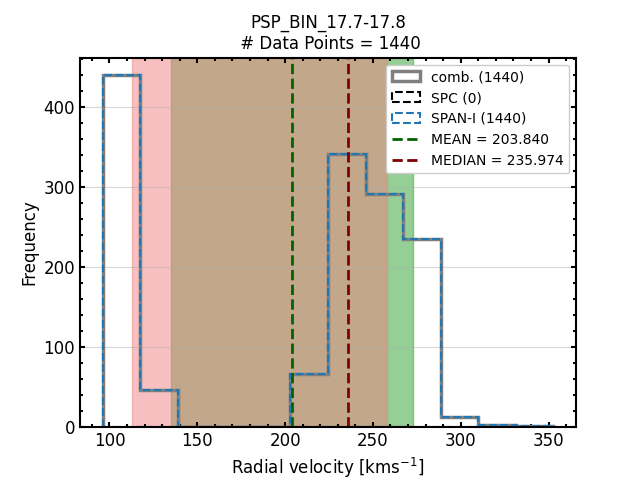 PSP_BIN_17.7-17.8
# Data Points = 1440
comb. (1440)
SPC (0)
SPAN-I (1440)
MEAN = 203.840
MEDIAN = 235.974
Frequency
400
300
200
100
0
100 150 200 250 300 350
Radial velocity [kms⁻¹]